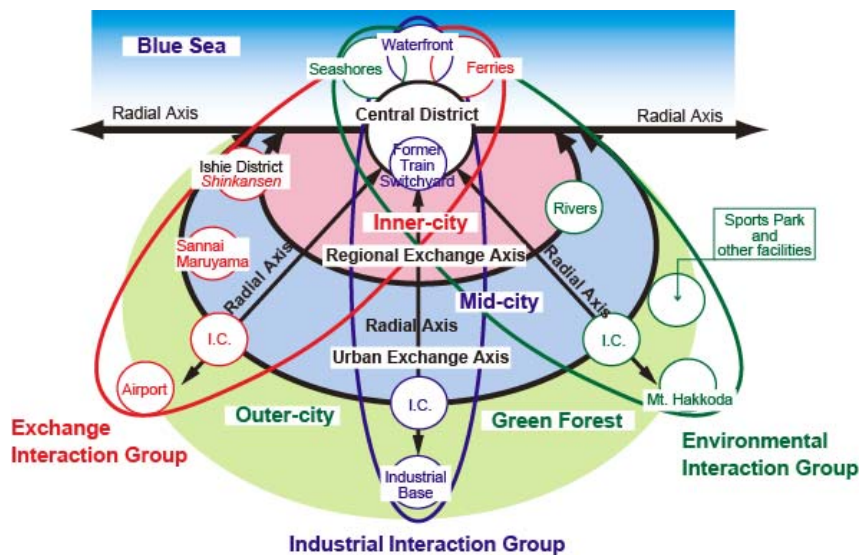 Blue Sea
Waterfront
Seashores
Ferries
Radial Axis
Radial Axis
Central District
Former
Train
Switchyard
Ishie District
Shinkansen
Inner-city
Rivers
Sports Park
and
other facilities
Sannai
Maruyama
Regional Exchange Axis
Radial Axis
Radial Axis
Mid-city
Radial Axis
I.C.
Urban Exchange Axis
I.C.
Airport
I.C.
Mt. Hakkoda
Outer-city
Green Forest
Exchange
Interaction Group
Environmental
Interaction Group
Industrial
Base
Industrial Interaction Group